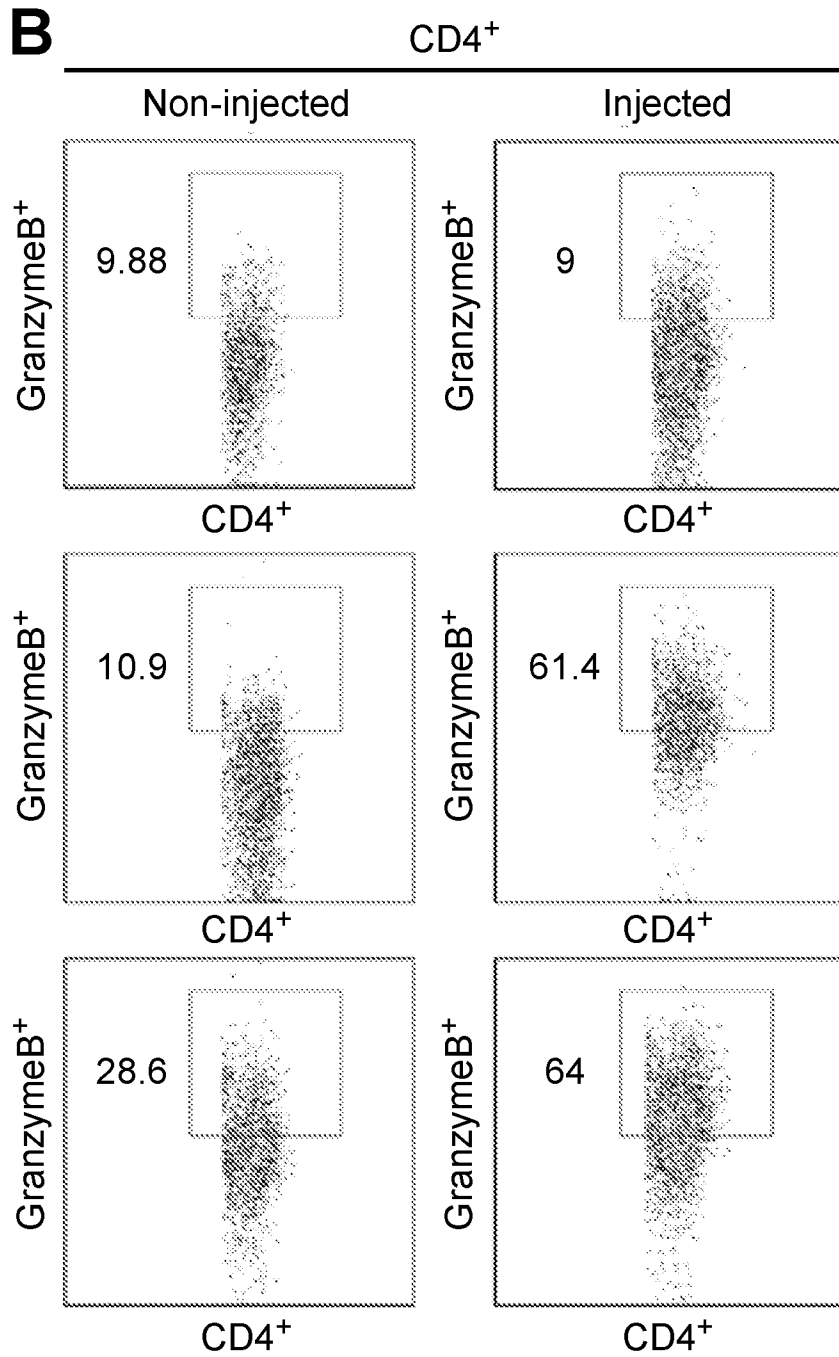 B
CD4⁺
Non-injected Injected
GranzymeB⁺ 9.88 GranzymeB⁺ 9
CD4⁺ CD4⁺
GranzymeB⁺ 10.9 GranzymeB⁺ 61.4
CD4⁺ CD4⁺
GranzymeB⁺ 28.6 GranzymeB⁺ 64
CD4⁺ CD4⁺